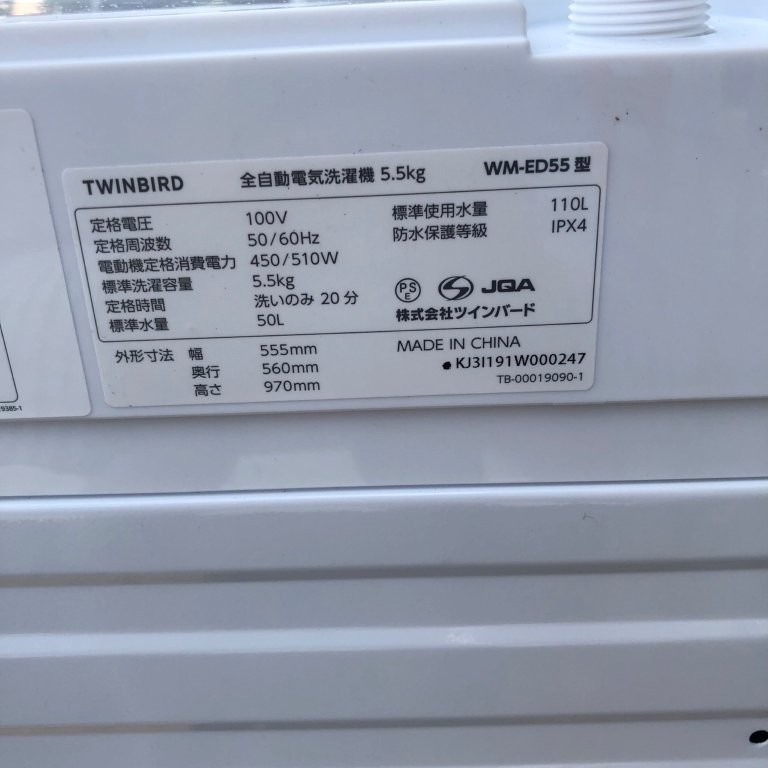 TWINBIRD 全自動電気洗濯機 5.5kg WM-ED55 型
定格電圧 100V
定格周波数 50/60Hz
電動機定格消費電力 450/510W
標準洗濯容量 5.5kg
定格時間 洗いのみ 20 分
標準水量 50L
標準使用水量 110L
防水保護等級 IPX4
PSE JQA
株式会社ツインバード
外形寸法 幅 555mm
奥行 560mm
高さ 970mm
MADE IN CHINA
KJ3I191W000247
TB-00019090-1
9385-1